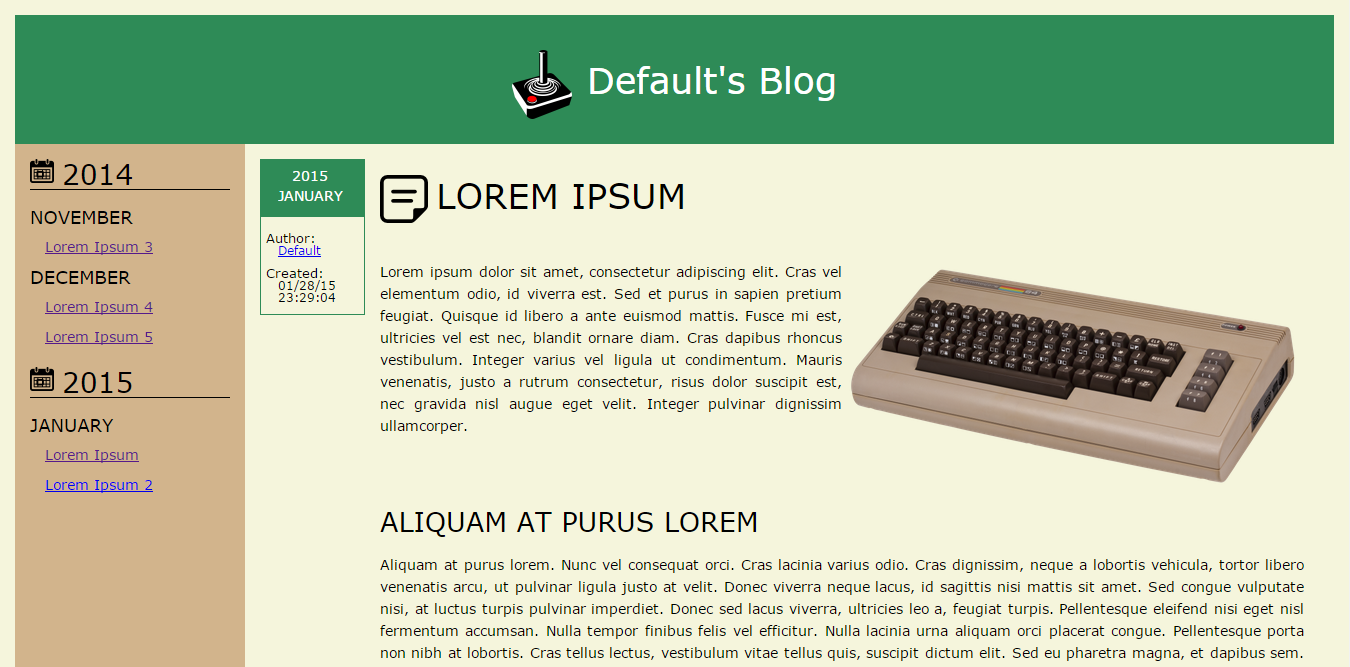 Default's Blog
2014
NOVEMBER
Lorem Ipsum 3
DECEMBER
Lorem Ipsum 4
Lorem Ipsum 5
2015
JANUARY
Lorem Ipsum
Lorem Ipsum 2
2015
JANUARY
Author:
Default
Created:
01/28/15
23:29:04
LOREM IPSUM
Lorem ipsum dolor sit amet, consectetur adipiscing elit. Cras vel
elementum odio, id viverra est. Sed et purus in sapien pretium
feugiat. Quisque id libero a ante euismod mattis. Fusce mi est,
ultricies vel est nec, blandit ornare diam. Cras dapibus rhoncus
vestibulum. Integer varius vel ligula ut condimentum. Mauris
venenatis, justo a rutrum consectetur, risus dolor suscipit est,
nec gravida nisl augue eget velit. Integer pulvinar dignissim
ullamcorper.
ALIQUAM AT PURUS LOREM
Aliquam at purus lorem. Nunc vel consequat orci. Cras lacinia varius odio. Cras dignissim, neque a lobortis vehicula, tortor libero
venenatis arcu, ut pulvinar ligula justo at velit. Donec viverra neque lacus, id sagittis nisi mattis sit amet. Sed congue vulputate
nisi, at luctus turpis pulvinar imperdiet. Donec sed lacus viverra, ultricies leo a, feugiat turpis. Pellentesque eleifend nisi eget nisl
fermentum accumsan. Nulla tempor finibus felis vel efficitur. Nulla lacinia urna aliquam orci placerat congue. Pellentesque porta
non nibh at lobortis. Cras tellus lectus, vestibulum vitae tellus quis, suscipit dictum elit. Sed eu pharetra magna, et dapibus sem.